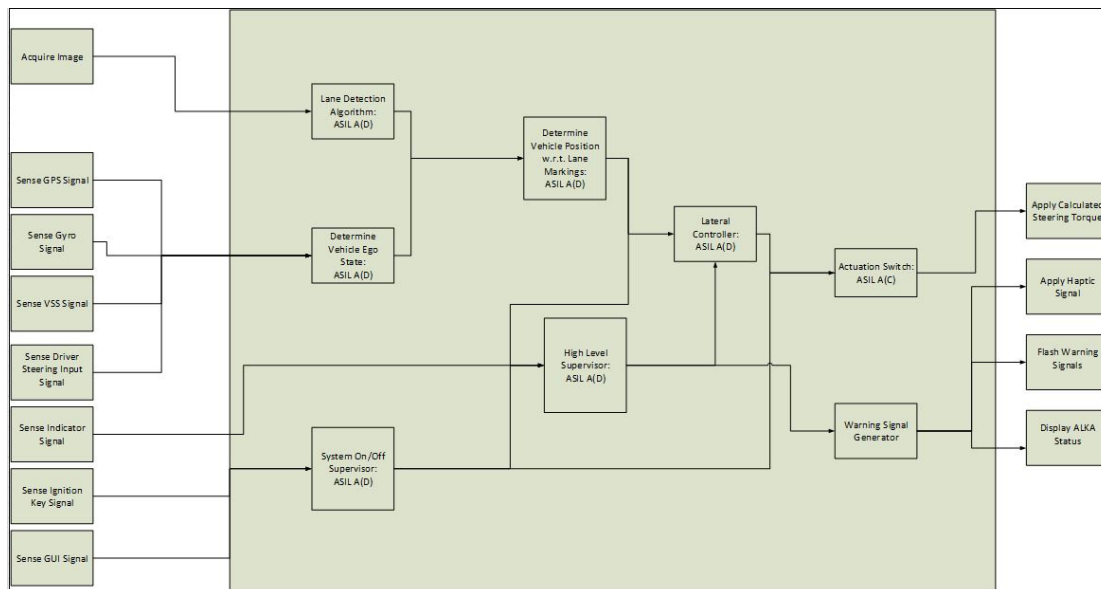 Acquire Image
Sense GPS Signal
Sense Gyro
Signal
Sense VSS Signal
Sense Driver
Steering Input
Signal
Sense Indicator
Signal
Sense Ignition
Key Signal
Sense GUI Signal
Lane Detection
Algorithm:
ASIL A(D)
Determine
Vehicle Ego
State:
ASIL A(D)
System On/Off
Supervisor:
ASIL A(D)
Determine
Vehicle Position
w.r.t. Lane
Markings:
ASIL A(D)
High Level
Supervisor:
ASIL A(D)
Lateral
Controller:
ASIL A(D)
Actuation Switch:
ASIL A(C)
Warning Signal
Generator
Apply Calculated
Steering Torque
Apply Haptic
Signal
Flash Warning
Signals
Display ALKA
Status